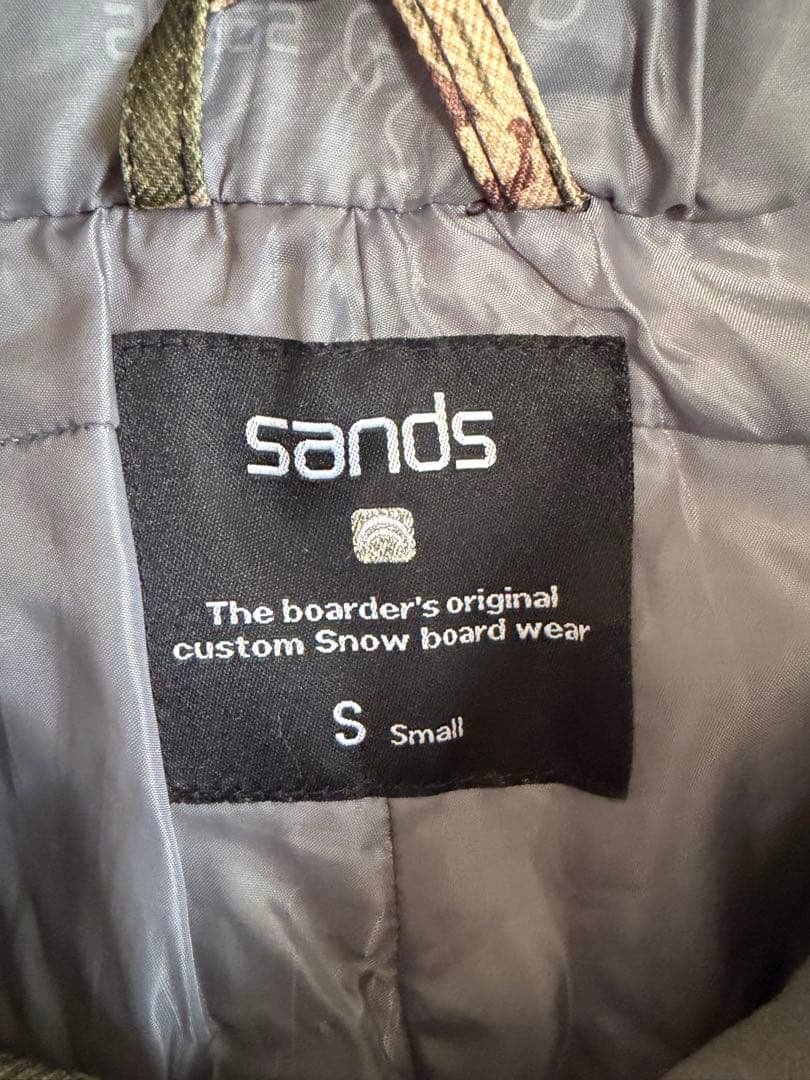 sands
The boarder's original
custom Snow board wear
S Small